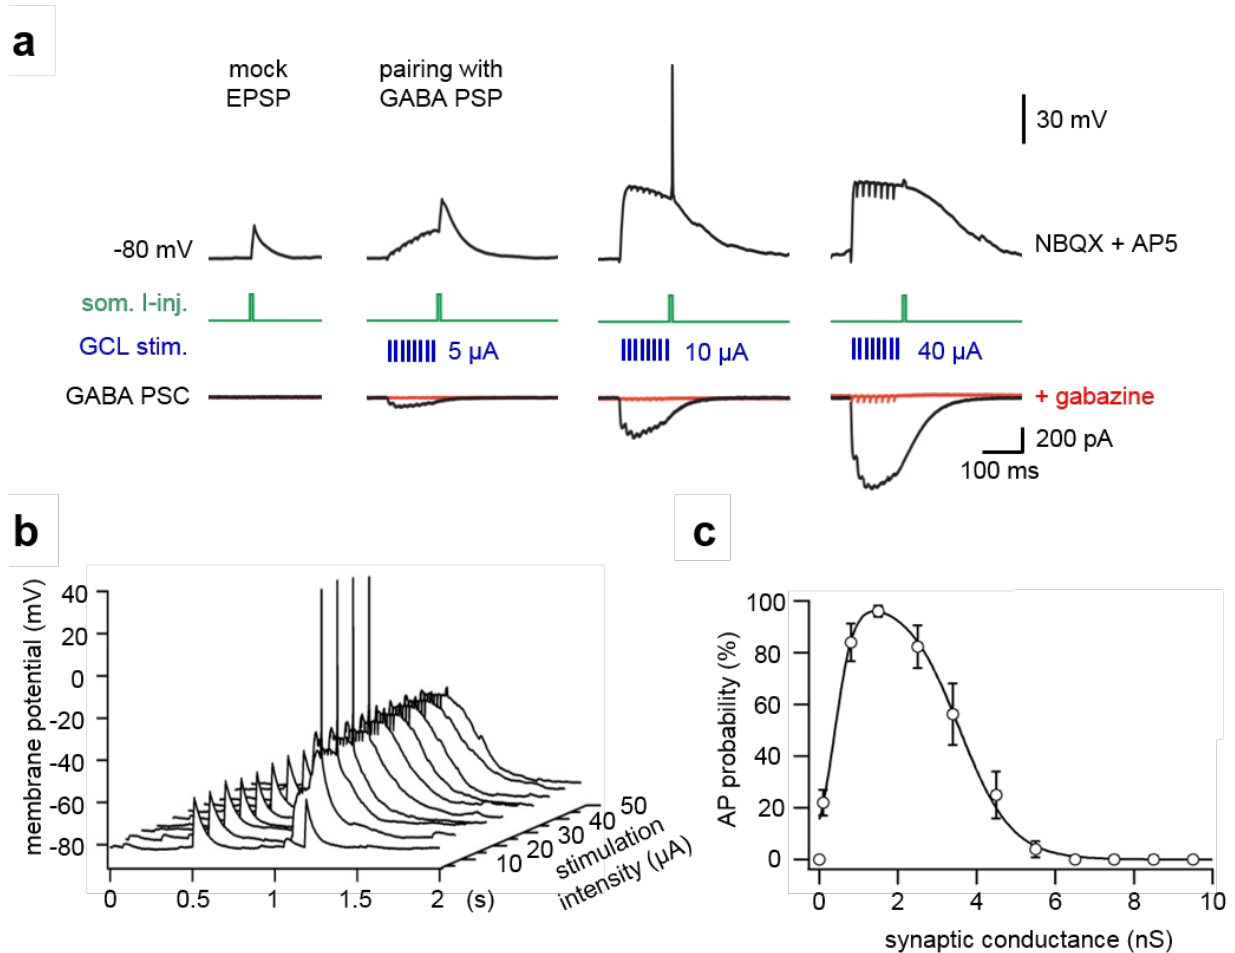 a
mock
EPSP
pairing with
GABA PSP
30 mV
-80 mV
NBQX + AP5
som. I-inj.
GCL stim.
5 µA
10 µA
40 µA
GABA PSC
+ gabazine
200 pA
100 ms
b
membrane potential (mV)
40
20
0
-20
-40
-60
-80
0
0.5
1
1.5
2
(s)
10
20
30
40
50
stimulation
intensity (µA)
c
AP probability (%)
100
80
60
40
20
0
0
2
4
6
8
10
synaptic conductance (nS)